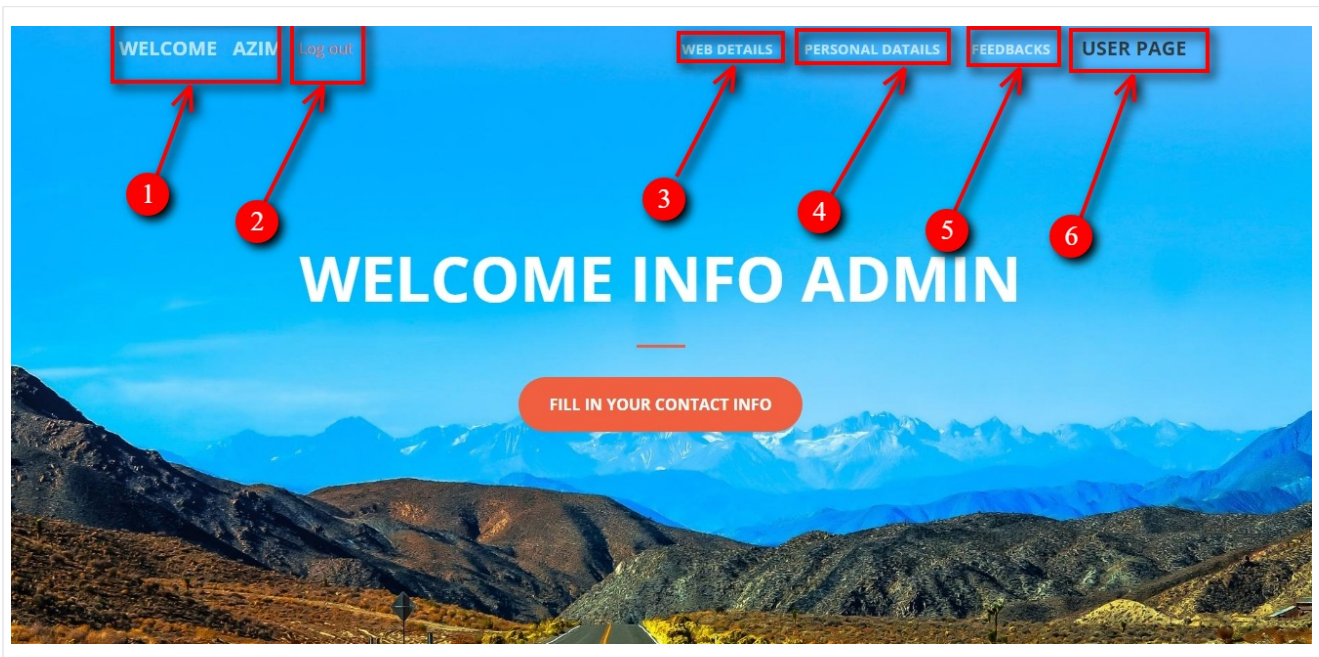 WELCOME AZIM Log out WEB DETAILS PERSONAL DATAILS FEEDBACKS USER PAGE
1
2
3
4
5
6
WELCOME INFO ADMIN
FILL IN YOUR CONTACT INFO